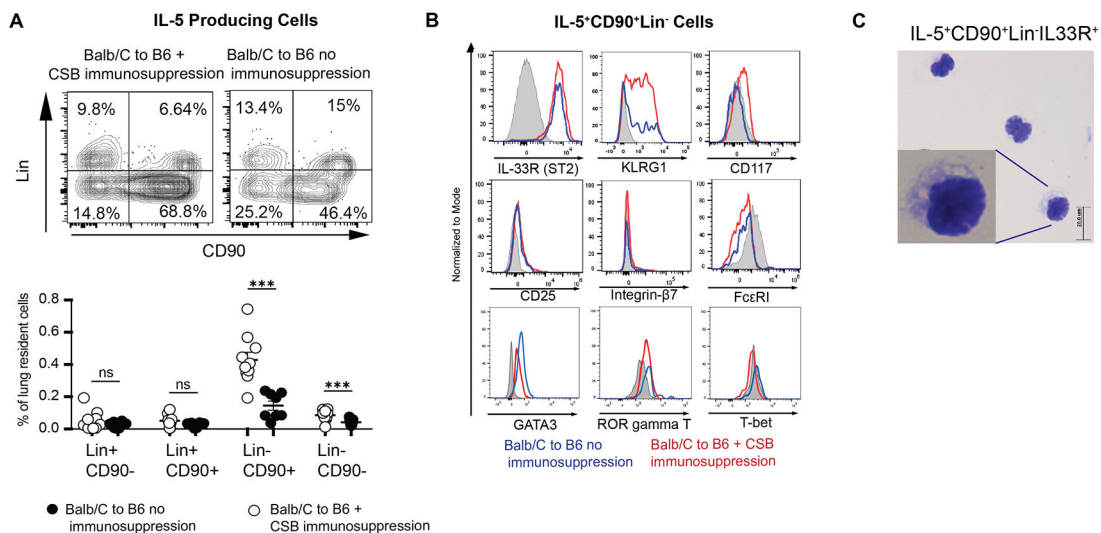 A
IL-5 Producing Cells
Balb/C to B6 +
CSB immunosuppression
Balb/C to B6 no
immunosuppression
9.8%
6.64%
14.8%
68.8%
13.4%
15%
25.2%
46.4%
Lin
CD90
% of lung resident cells
0.8
0.6
0.4
0.2
0.0
ns
ns
***
***
Lin+
CD90-
Lin+
CD90+
Lin-
CD90+
Lin-
CD90-
Balb/C to B6 no
immunosuppression
Balb/C to B6 +
CSB immunosuppression
B
IL-5⁺CD90⁺Lin⁻ Cells
Normalized to Mode
IL-33R (ST2)
KLRG1
CD117
CD25
Integrin-β7
FcεRI
GATA3
ROR gamma T
T-bet
Balb/C to B6 no
immunosuppression
Balb/C to B6 + CSB
immunosuppression
C
IL-5⁺CD90⁺Lin⁻IL33R⁺